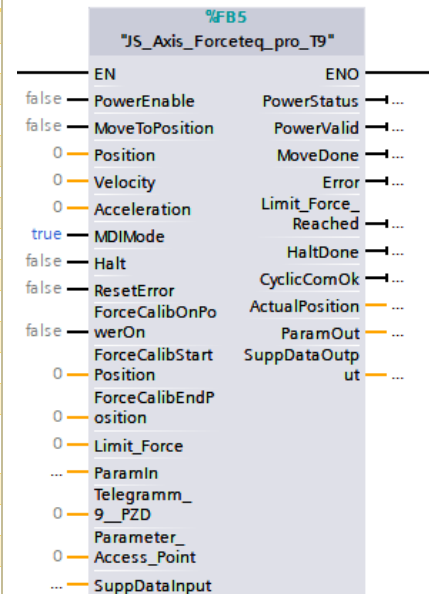 %FB5
"JS_Axis_Forceteq_pro_T9"
EN ENO
false PowerEnable PowerStatus ...
false MoveToPosition PowerValid ...
0 Position MoveDone ...
0 Velocity Error ...
0 Acceleration Limit_Force_
Reached ...
true MDIMode HaltDone ...
false Halt CyclicComOk ...
false ResetError ActualPosition ...
ForceCalibOnPo
false werOn ParamOut ...
ForceCalibStart SuppDataOutp
0 Position ut ...
ForceCalibEndP
0 osition
0 Limit_Force
... ParamIn
Telegramm_
0 9__PZD
Parameter_
0 Access_Point
... SuppDataInput